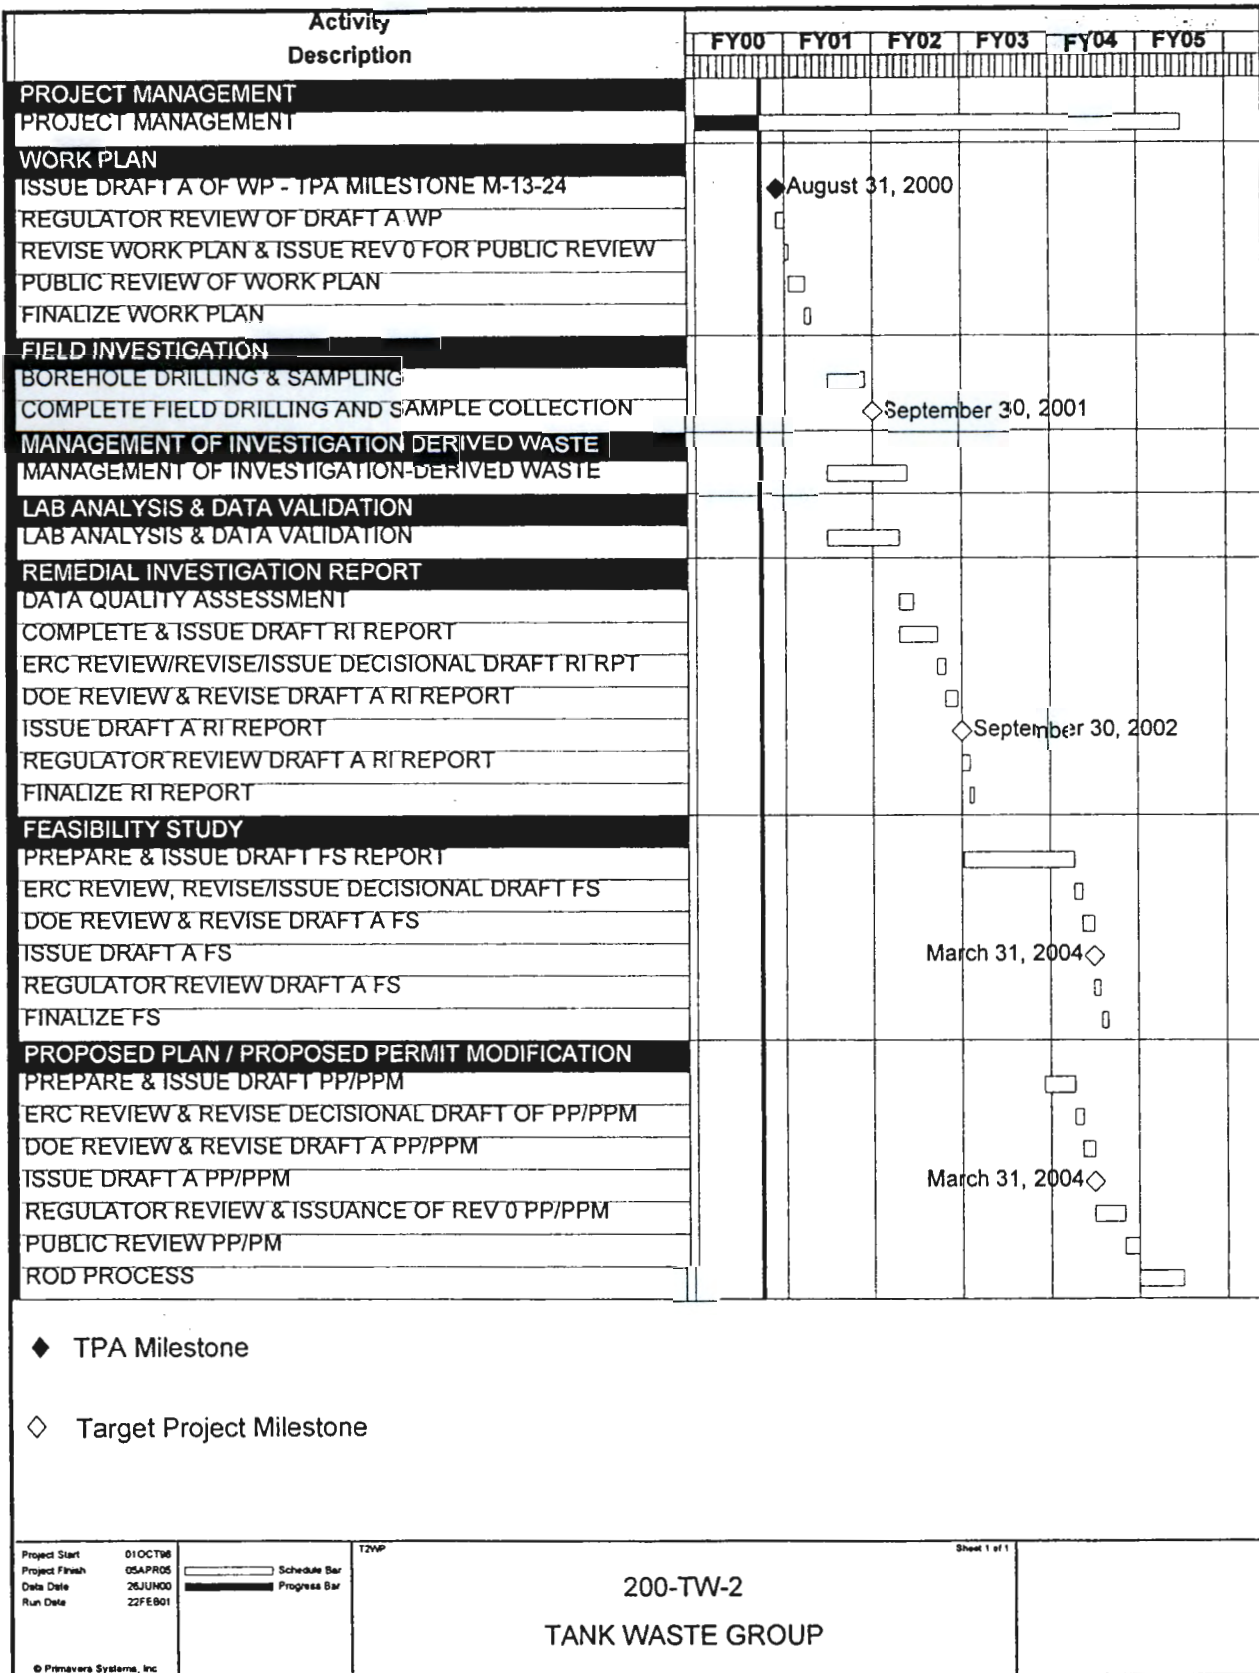 Activity
Description
FY00 FY01 FY02 FY03 FY04 FY05
PROJECT MANAGEMENT
PROJECT MANAGEMENT
WORK PLAN
ISSUE DRAFT A OF WP - TPA MILESTONE M-13-24
August 31, 2000
REGULATOR REVIEW OF DRAFT A WP
REVISE WORK PLAN & ISSUE REV 0 FOR PUBLIC REVIEW
PUBLIC REVIEW OF WORK PLAN
FINALIZE WORK PLAN
FIELD INVESTIGATION
BOREHOLE DRILLING & SAMPLING
COMPLETE FIELD DRILLING AND SAMPLE COLLECTION
September 30, 2001
MANAGEMENT OF INVESTIGATION DERIVED WASTE
MANAGEMENT OF INVESTIGATION-DERIVED WASTE
LAB ANALYSIS & DATA VALIDATION
LAB ANALYSIS & DATA VALIDATION
REMEDIAL INVESTIGATION REPORT
DATA QUALITY ASSESSMENT
COMPLETE & ISSUE DRAFT RI REPORT
ERC REVIEW/REVISE/ISSUE DECISIONAL DRAFT RI RPT
DOE REVIEW & REVISE DRAFT A RI REPORT
ISSUE DRAFT A RI REPORT
September 30, 2002
REGULATOR REVIEW DRAFT A RI REPORT
FINALIZE RI REPORT
FEASIBILITY STUDY
PREPARE & ISSUE DRAFT FS REPORT
ERC REVIEW, REVISE/ISSUE DECISIONAL DRAFT FS
DOE REVIEW & REVISE DRAFT A FS
ISSUE DRAFT A FS
March 31, 2004
REGULATOR REVIEW DRAFT A FS
FINALIZE FS
PROPOSED PLAN / PROPOSED PERMIT MODIFICATION
PREPARE & ISSUE DRAFT PP/PPM
ERC REVIEW & REVISE DECISIONAL DRAFT OF PP/PPM
DOE REVIEW & REVISE DRAFT A PP/PPM
ISSUE DRAFT A PP/PPM
March 31, 2004
REGULATOR REVIEW & ISSUANCE OF REV 0 PP/PPM
PUBLIC REVIEW PP/PM
ROD PROCESS
TPA Milestone
Target Project Milestone
Project Start 01OCT98
Project Finish 05APR05
Data Date 26JUN00
Run Date 22FEB01
© Primavera Systems, Inc
Schedule Bar
Progress Bar
T2WP
Sheet 1 of 1
200-TW-2
TANK WASTE GROUP